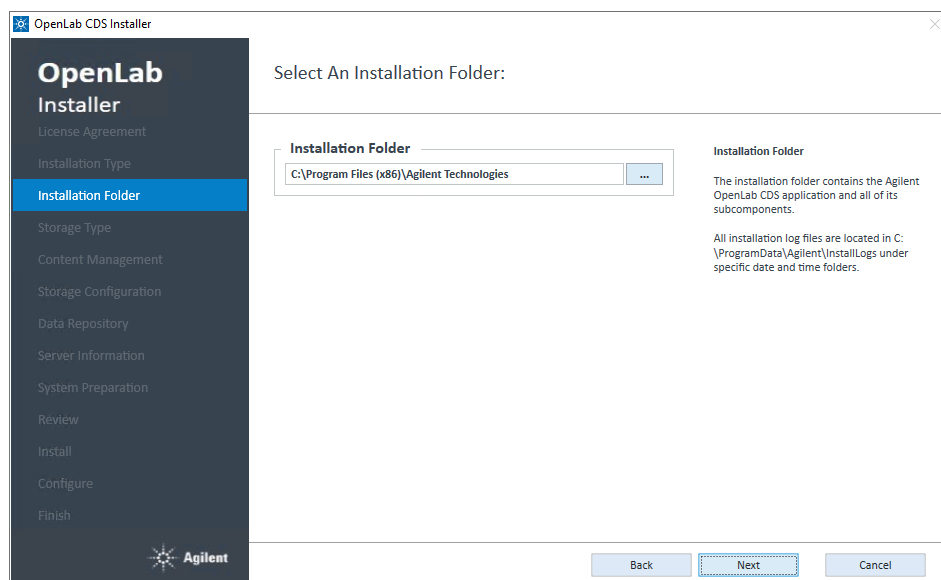 OpenLab CDS Installer
OpenLab
Installer
License Agreement
Installation Type
Installation Folder
Storage Type
Content Management
Storage Configuration
Data Repository
Server Information
System Preparation
Review
Install
Configure
Finish
Agilent
Select An Installation Folder:
Installation Folder
C:\Program Files (x86)\Agilent Technologies
...
Installation Folder
The installation folder contains the Agilent
OpenLab CDS application and all of its
subcomponents.
All installation log files are located in C:
\ProgramData\Agilent\InstallLogs under
specific date and time folders.
Back
Next
Cancel